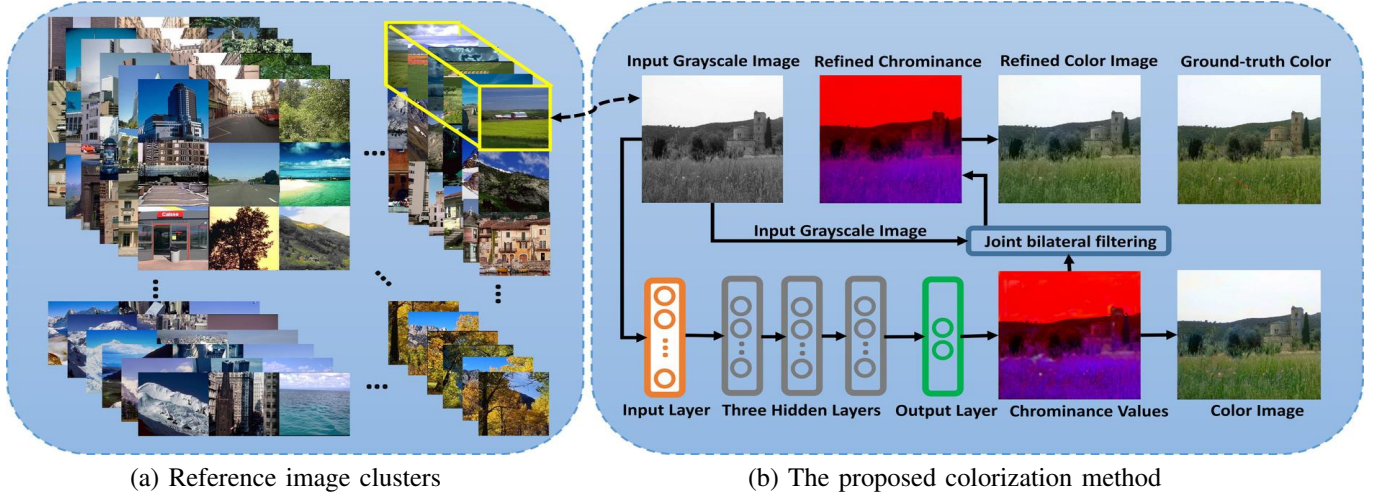 Input Grayscale Image
Refined Chrominance
Refined Color Image
Ground-truth Color
Caisse
Input Grayscale Image
Joint bilateral filtering
Input Layer
Three Hidden Layers
Output Layer
Chrominance Values
Color Image
(a) Reference image clusters
(b) The proposed colorization method